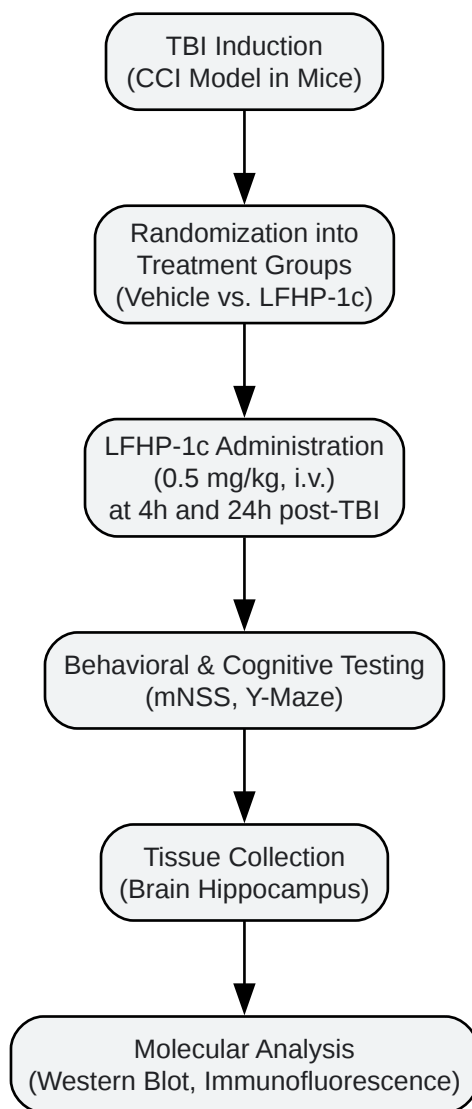 TBI Induction
(CCI Model in Mice)
Randomization into
Treatment Groups
(Vehicle vs. LFHP-1c)
LFHP-1c Administration
(0.5 mg/kg, i.v.)
at 4h and 24h post-TBI
Behavioral & Cognitive Testing
(mNSS, Y-Maze)
Tissue Collection
(Brain Hippocampus)
Molecular Analysis
(Western Blot, Immunofluorescence)